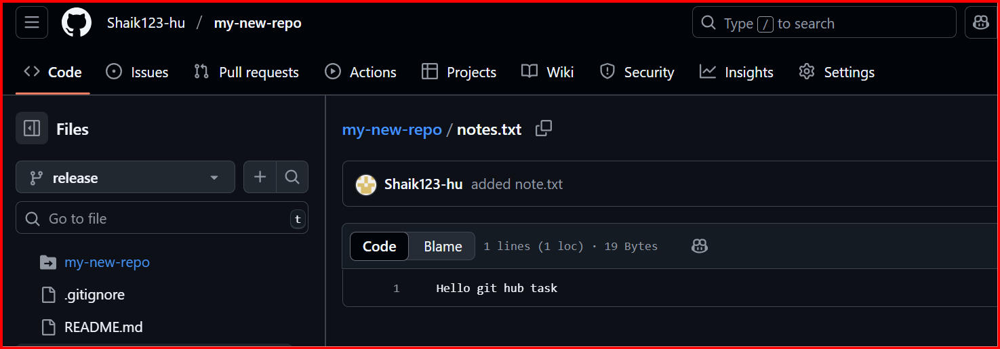 Shaik123-hu / my-new-repo
Type / to search
Code Issues Pull requests Actions Projects Wiki Security Insights Settings
Files
release
Go to file t
my-new-repo
.gitignore
README.md
my-new-repo / notes.txt
Shaik123-hu added note.txt
Code Blame 1 lines (1 loc) · 19 Bytes
1 Hello git hub task